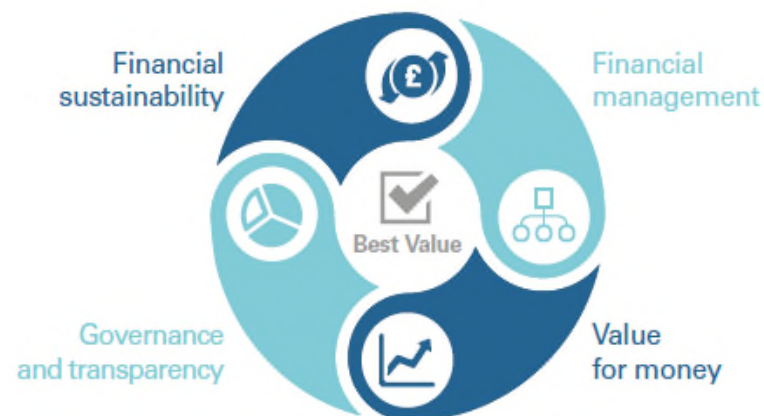 Financial
sustainability
£
Financial
management
Best Value
Governance
and transparency
Value
for money